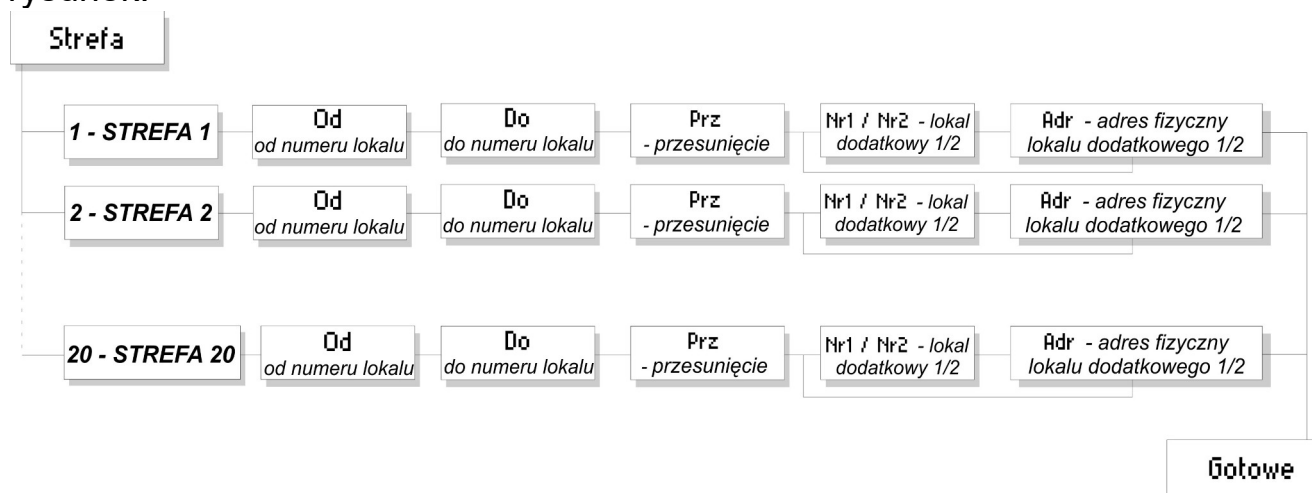 rysunek.
Strefa
1 - STREFA 1
Od
od numeru lokalu
Do
do numeru lokalu
Prz
- przesunięcie
Nr1 / Nr2 - lokal
dodatkowy 1/2
Adr - adres fizyczny
lokalu dodatkowego 1/2
2 - STREFA 2
Od
od numeru lokalu
Do
do numeru lokalu
Prz
- przesunięcie
Nr1 / Nr2 - lokal
dodatkowy 1/2
Adr - adres fizyczny
lokalu dodatkowego 1/2
20 - STREFA 20
Od
od numeru lokalu
Do
do numeru lokalu
Prz
- przesunięcie
Nr1 / Nr2 - lokal
dodatkowy 1/2
Adr - adres fizyczny
lokalu dodatkowego 1/2
Gotowe